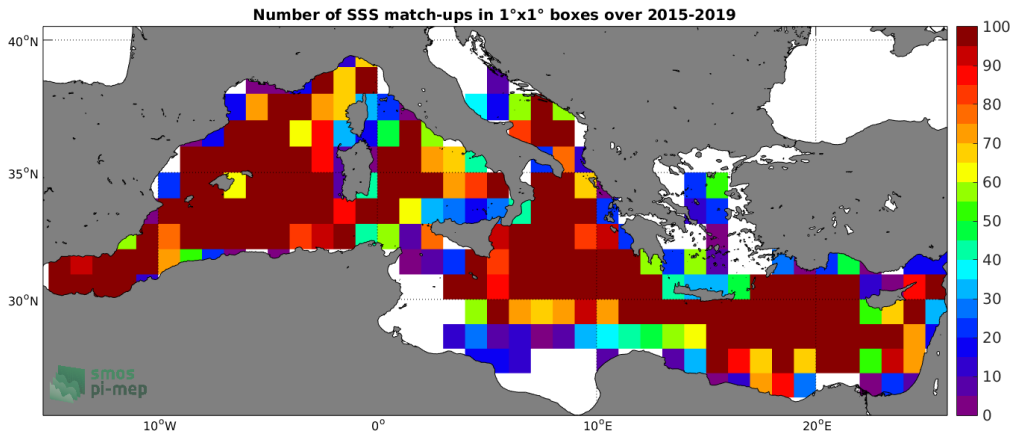 Number of SSS match-ups in 1°x1° boxes over 2015-2019
40°N
35°N
30°N
10°W
0°
10°E
20°E
100
90
80
70
60
50
40
30
20
10
0
smos
pi-mep